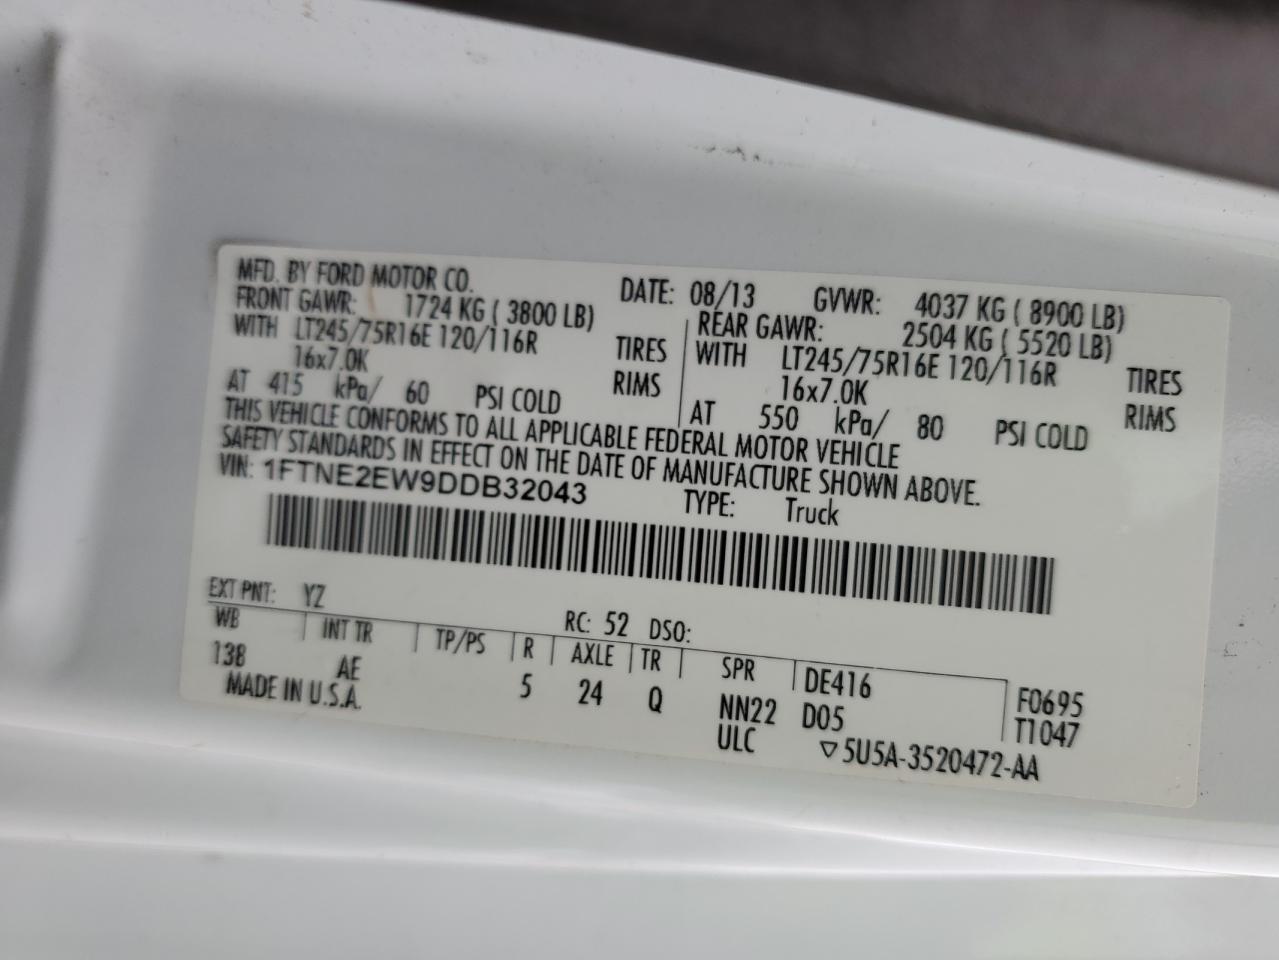 MFD. BY FORD MOTOR CO. DATE: 08/13 GVWR: 4037 KG ( 8900 LB)
FRONT GAWR: 1724 KG ( 3800 LB) REAR GAWR: 2504 KG ( 5520 LB)
WITH LT245/75R16E 120/116R TIRES WITH LT245/75R16E 120/116R TIRES
16x7.0K RIMS 16x7.0K RIMS
AT 415 kPa/ 60 PSI COLD AT 550 kPa/ 80 PSI COLD
THIS VEHICLE CONFORMS TO ALL APPLICABLE FEDERAL MOTOR VEHICLE
SAFETY STANDARDS IN EFFECT ON THE DATE OF MANUFACTURE SHOWN ABOVE.
VIN: 1FTNE2EW9DDB32043 TYPE: Truck
EXT PNT: YZ RC: 52 DSO:
WB INT TR TP/PS R AXLE TR SPR DE416 F0695
138 AE 5 24 Q NN22 D05 T1047
MADE IN U.S.A. ULC ▽5U5A-3520472-AA